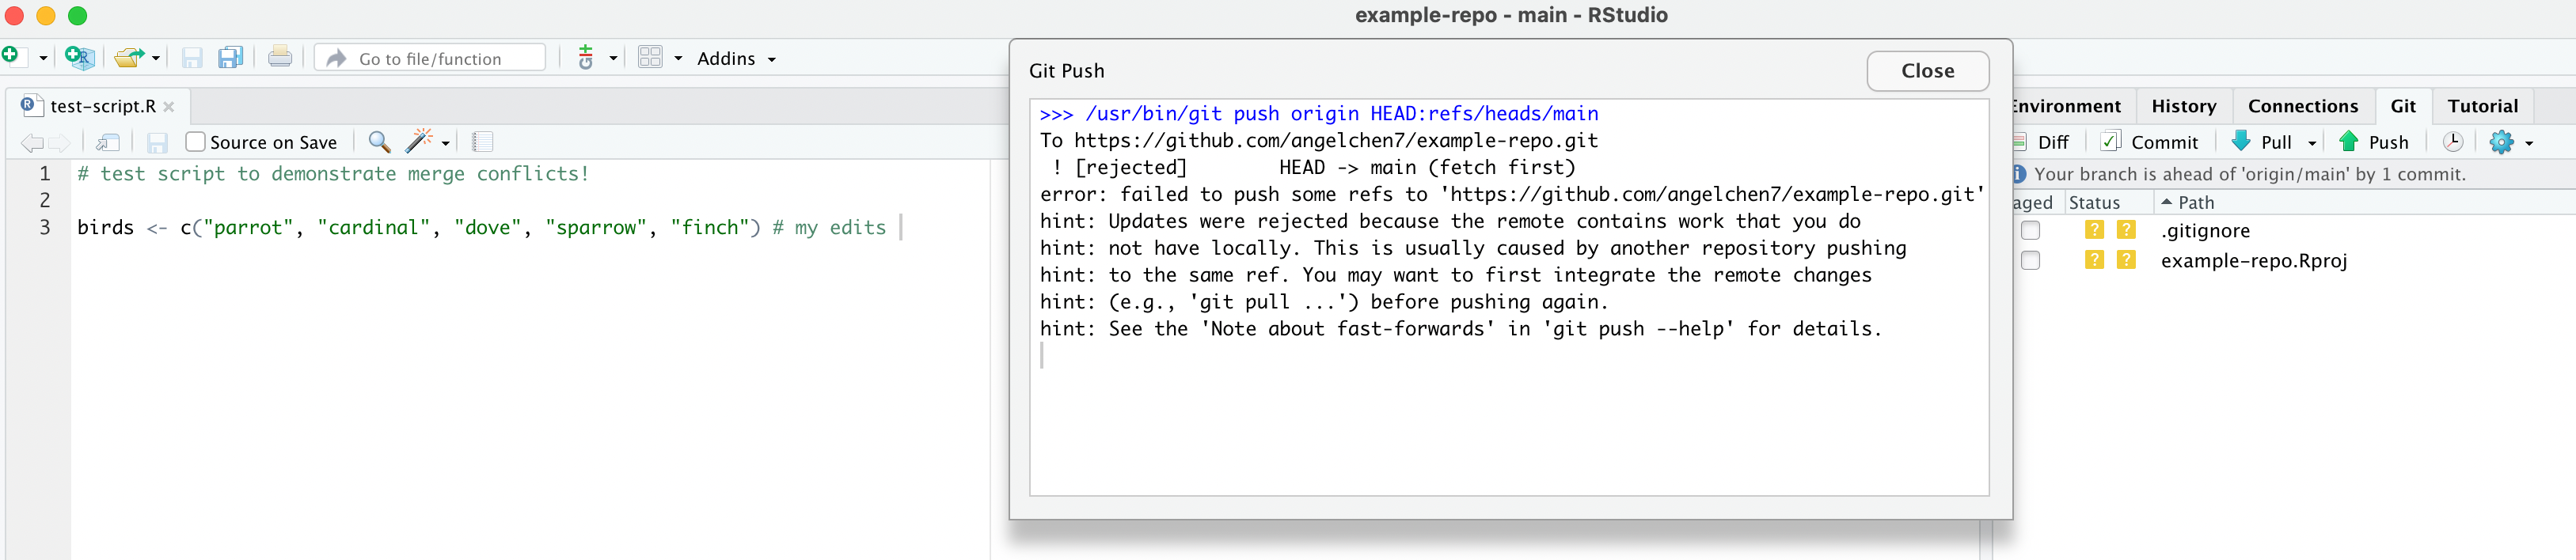 example-repo - main - RStudio
Go to file/function
Addins
Git Push
Close
test-script.R
Environment History Connections Git Tutorial
Source on Save
Diff Commit Pull Push
>>> /usr/bin/git push origin HEAD:refs/heads/main
To https://github.com/angelchen7/example-repo.git
! [rejected] HEAD -> main (fetch first)
error: failed to push some refs to 'https://github.com/angelchen7/example-repo.git'
hint: Updates were rejected because the remote contains work that you do
hint: not have locally. This is usually caused by another repository pushing
hint: to the same ref. You may want to first integrate the remote changes
hint: (e.g., 'git pull ...') before pushing again.
hint: See the 'Note about fast-forwards' in 'git push --help' for details.
1 # test script to demonstrate merge conflicts!
2
3 birds <- c("parrot", "cardinal", "dove", "sparrow", "finch") # my edits
Your branch is ahead of 'origin/main' by 1 commit.
aged Status Path
? ? .gitignore
? ? example-repo.Rproj